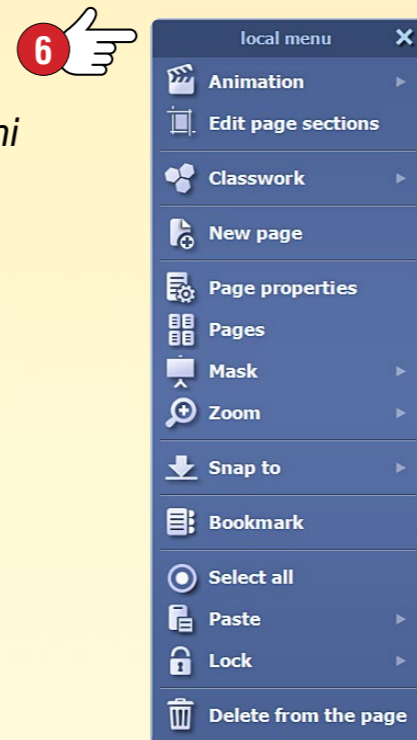 6
local menu
Animation
ni
Edit page sections
Classwork
New page
Page properties
Pages
Mask
Zoom
Snap to
Bookmark
Select all
Paste
Lock
Delete from the page